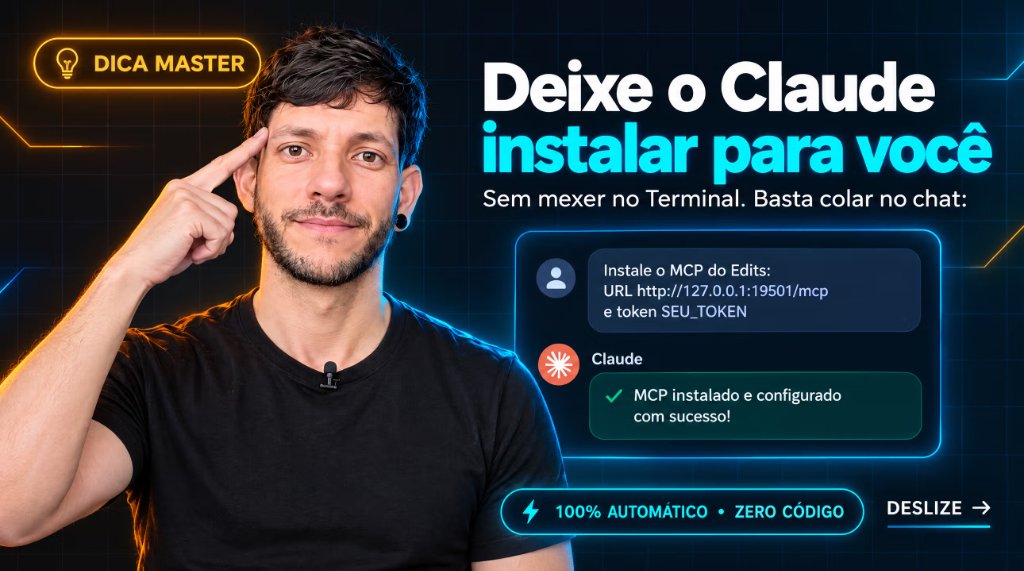 DICA MASTER
Deixe o Claude
instalar para você
Sem mexer no Terminal. Basta colar no chat:
Instale o MCP do Edits:
URL http://127.0.0.1:19501/mcp
e token SEU_TOKEN
Claude
MCP instalado e configurado
com sucesso!
100% AUTOMÁTICO • ZERO CÓDIGO
DESLIZE →